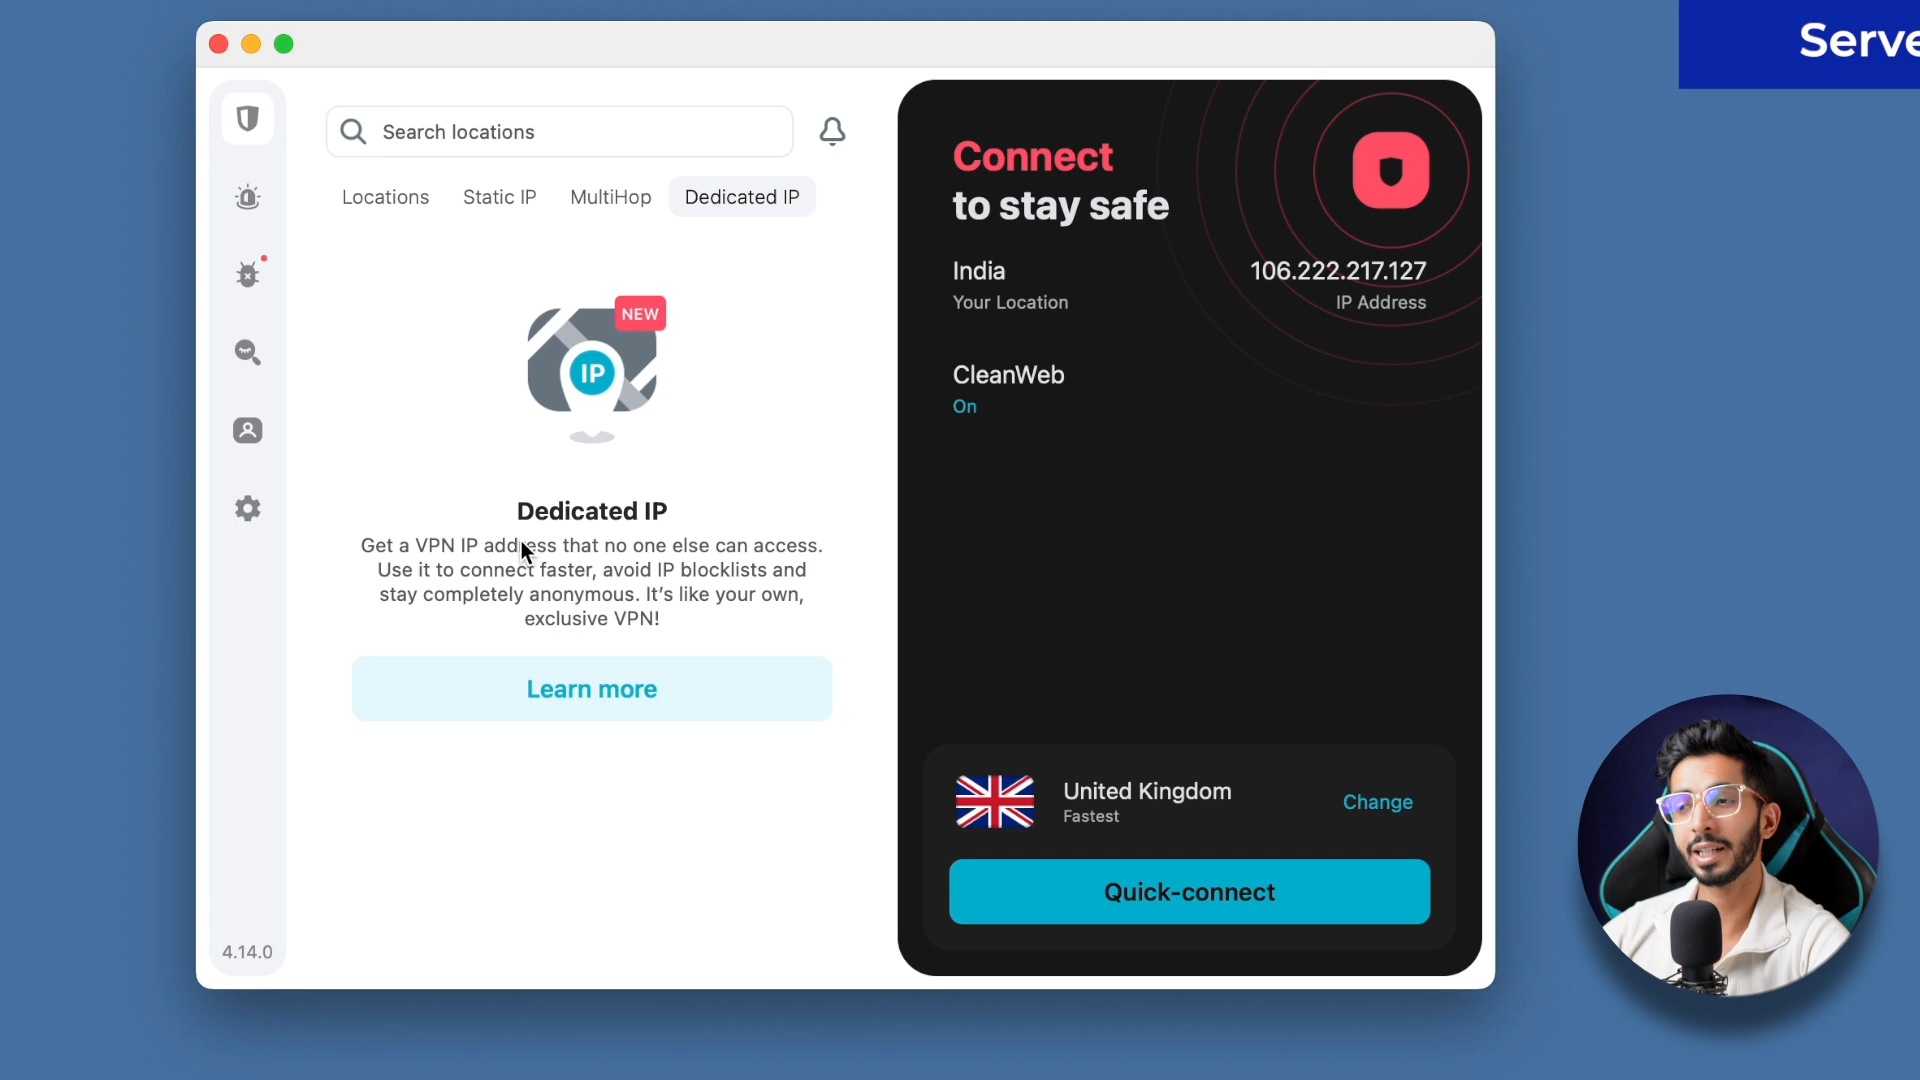 Serve
Search locations
Locations
Static IP
MultiHop
Dedicated IP
NEW
IP
Dedicated IP
Get a VPN IP address that no one else can access.
Use it to connect faster, avoid IP blocklists and
stay completely anonymous. It's like your own,
exclusive VPN!
Learn more
4.14.0
Connect
to stay safe
India
Your Location
106.222.217.127
IP Address
CleanWeb
On
United Kingdom
Fastest
Change
Quick-connect